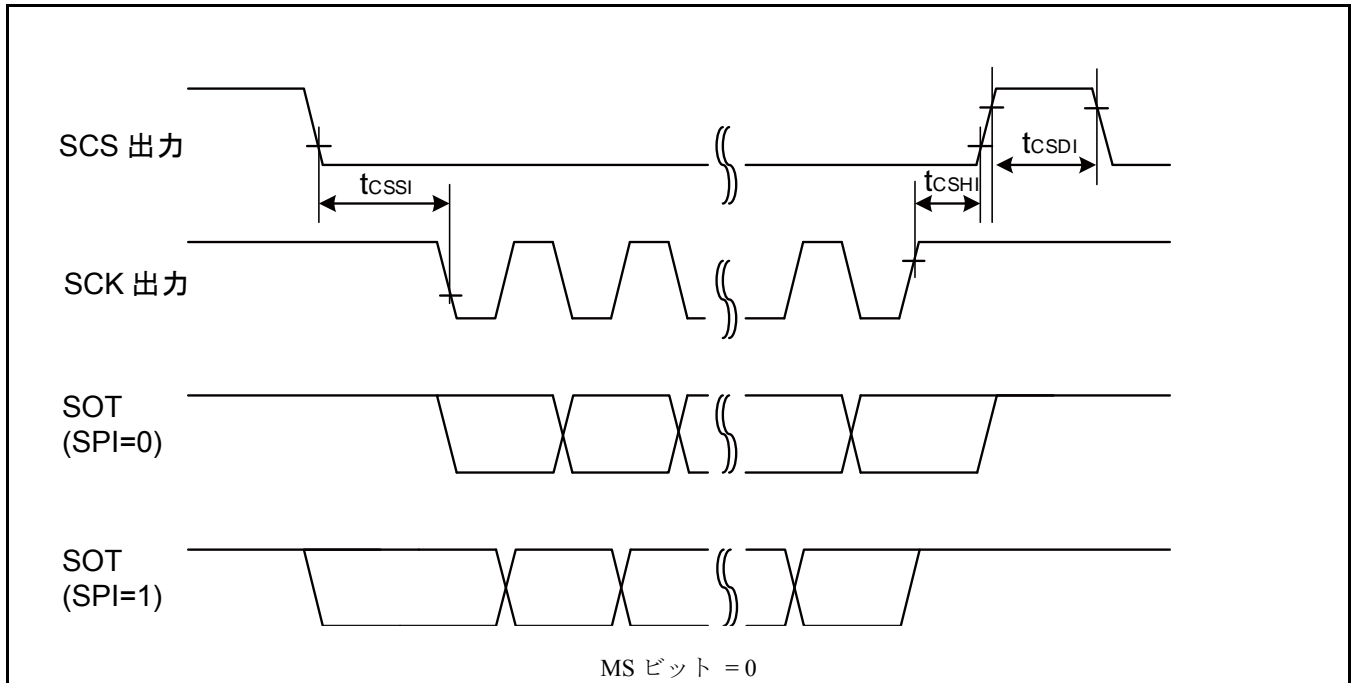 SCS 出力
tCSSI
tCSHI
tCSDI
SCK 出力
SOT
(SPI=0)
SOT
(SPI=1)
MS ビット = 0